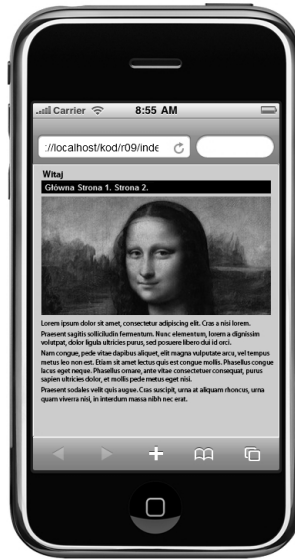 Carrier 8:55 AM
://localhost/kod/r09/inde
Witaj
Główna Strona 1. Strona 2.
Lorem ipsum dolor sit amet, consectetur adipiscing elit. Cras a nisi lorem.
Praesent sagittis sollicitudin fermentum. Nunc elementum, lorem a dignissim
volutpat, dolor ligula ultricies purus, sed posuere libero dui id orci.
Nam congue, pede vitae dapibus aliquet, elit magna vulputate arcu, vel tempus
metus leo non est. Etiam sit amet lectus quis est congue mollis. Phasellus congue
lacus eget neque. Phasellus ornare, ante vitae consectetuer consequat, purus
sapien ultricies dolor, et mollis pede metus eget nisi.
Praesent sodales velit quis augue. Cras suscipit, urna at aliquam rhoncus, urna
quam viverra nisi, in interdum massa nibh nec erat.